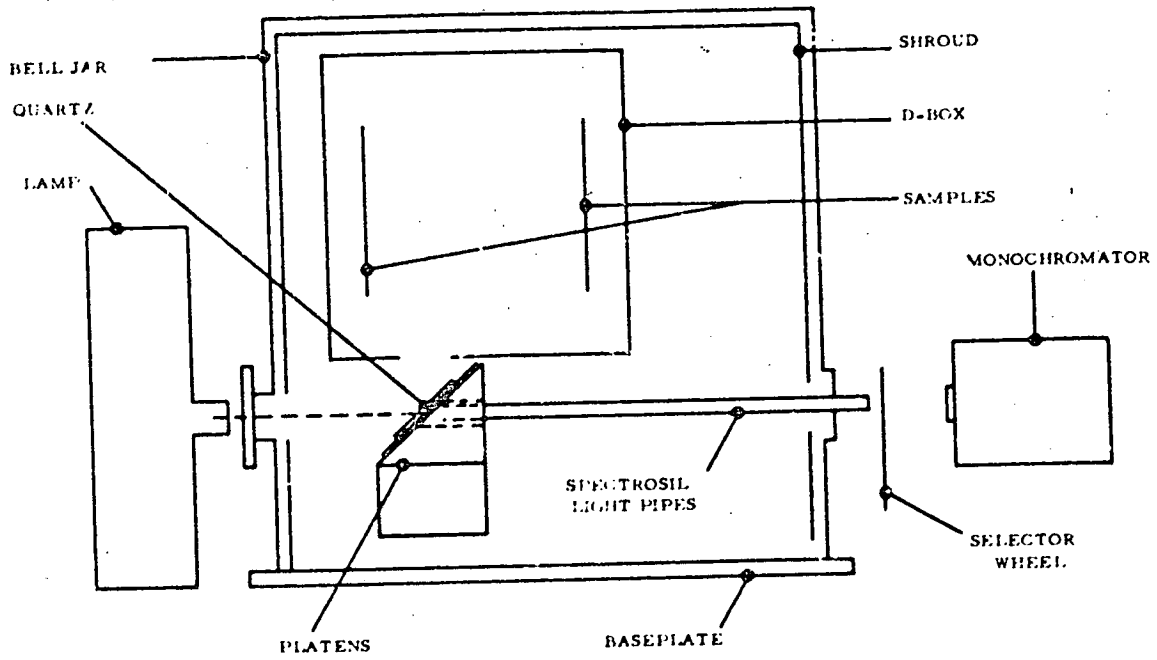 BELL JAR
QUARTZ
LAMP
SHROUD
D-BOX
SAMPLES
MONOCHROMATOR
SPECTROSIL
LIGHT PIPES
SELECTOR
WHEEL
PLATENS
BASEPLATE